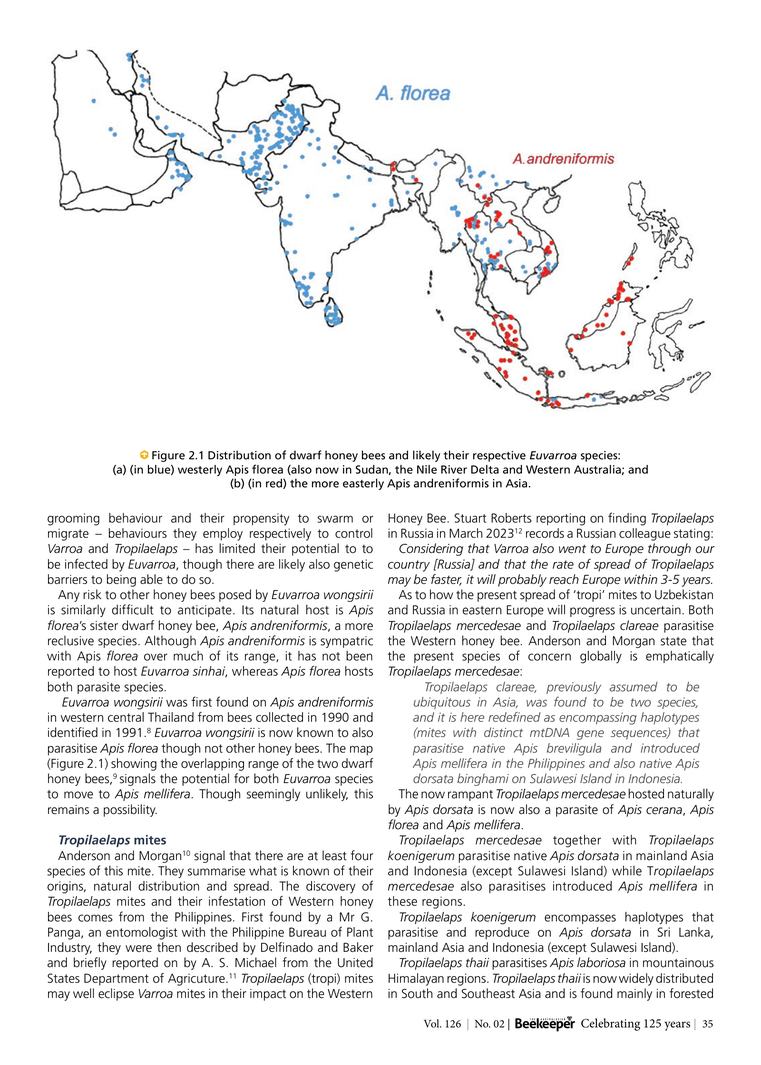 A. florea
A.andreniformis
Figure 2.1 Distribution of dwarf honey bees and likely their respective Euvarroa species:
(a) (in blue) westerly Apis florea (also now in Sudan, the Nile River Delta and Western Australia; and
(b) (in red) the more easterly Apis andreniformis in Asia.
grooming behaviour and their propensity to swarm or
migrate – behaviours they employ respectively to control
Varroa and Tropilaelaps – has limited their potential to to
be infected by Euvarroa, though there are likely also genetic
barriers to being able to do so.
Any risk to other honey bees posed by Euvarroa wongsirii
is similarly difficult to anticipate. Its natural host is Apis
florea's sister dwarf honey bee, Apis andreniformis, a more
reclusive species. Although Apis andreniformis is sympatric
with Apis florea over much of its range, it has not been
reported to host Euvarroa sinhai, whereas Apis florea hosts
both parasite species.
Euvarroa wongsirii was first found on Apis andreniformis
in western central Thailand from bees collected in 1990 and
identified in 1991.8 Euvarroa wongsirii is now known to also
parasitise Apis florea though not other honey bees. The map
(Figure 2.1) showing the overlapping range of the two dwarf
honey bees,9 signals the potential for both Euvarroa species
to move to Apis mellifera. Though seemingly unlikely, this
remains a possibility.
Tropilaelaps mites
Anderson and Morgan10 signal that there are at least four
species of this mite. They summarise what is known of their
origins, natural distribution and spread. The discovery of
Tropilaelaps mites and their infestation of Western honey
bees comes from the Philippines. First found by a Mr G.
Panga, an entomologist with the Philippine Bureau of Plant
Industry, they were then described by Delfinado and Baker
and briefly reported on by A. S. Michael from the United
States Department of Agricuture.11 Tropilaelaps (tropi) mites
may well eclipse Varroa mites in their impact on the Western
Honey Bee. Stuart Roberts reporting on finding Tropilaelaps
in Russia in March 202312 records a Russian colleague stating:
Considering that Varroa also went to Europe through our
country [Russia] and that the rate of spread of Tropilaelaps
may be faster, it will probably reach Europe within 3-5 years.
As to how the present spread of 'tropi' mites to Uzbekistan
and Russia in eastern Europe will progress is uncertain. Both
Tropilaelaps mercedesae and Tropilaelaps clareae parasitise
the Western honey bee. Anderson and Morgan state that
the present species of concern globally is emphatically
Tropilaelaps mercedesae:
Tropilaelaps clareae, previously assumed to be
ubiquitous in Asia, was found to be two species,
and it is here redefined as encompassing haplotypes
(mites with distinct mtDNA gene sequences) that
parasitise native Apis breviligula and introduced
Apis mellifera in the Philippines and also native Apis
dorsata binghami on Sulawesi Island in Indonesia.
The now rampant Tropilaelaps mercedesae hosted naturally
by Apis dorsata is now also a parasite of Apis cerana, Apis
florea and Apis mellifera.
Tropilaelaps mercedesae together with Tropilaelaps
koenigerum parasitise native Apis dorsata in mainland Asia
and Indonesia (except Sulawesi Island) while Tropilaelaps
mercedesae also parasitises introduced Apis mellifera in
these regions.
Tropilaelaps koenigerum encompasses haplotypes that
parasitise and reproduce on Apis dorsata in Sri Lanka,
mainland Asia and Indonesia (except Sulawesi Island).
Tropilaelaps thaii parasitises Apis laboriosa in mountainous
Himalayan regions. Tropilaelaps thaii is now widely distributed
in South and Southeast Asia and is found mainly in forested
Vol. 126 | No. 02 | Beekeeper Celebrating 125 years | 35